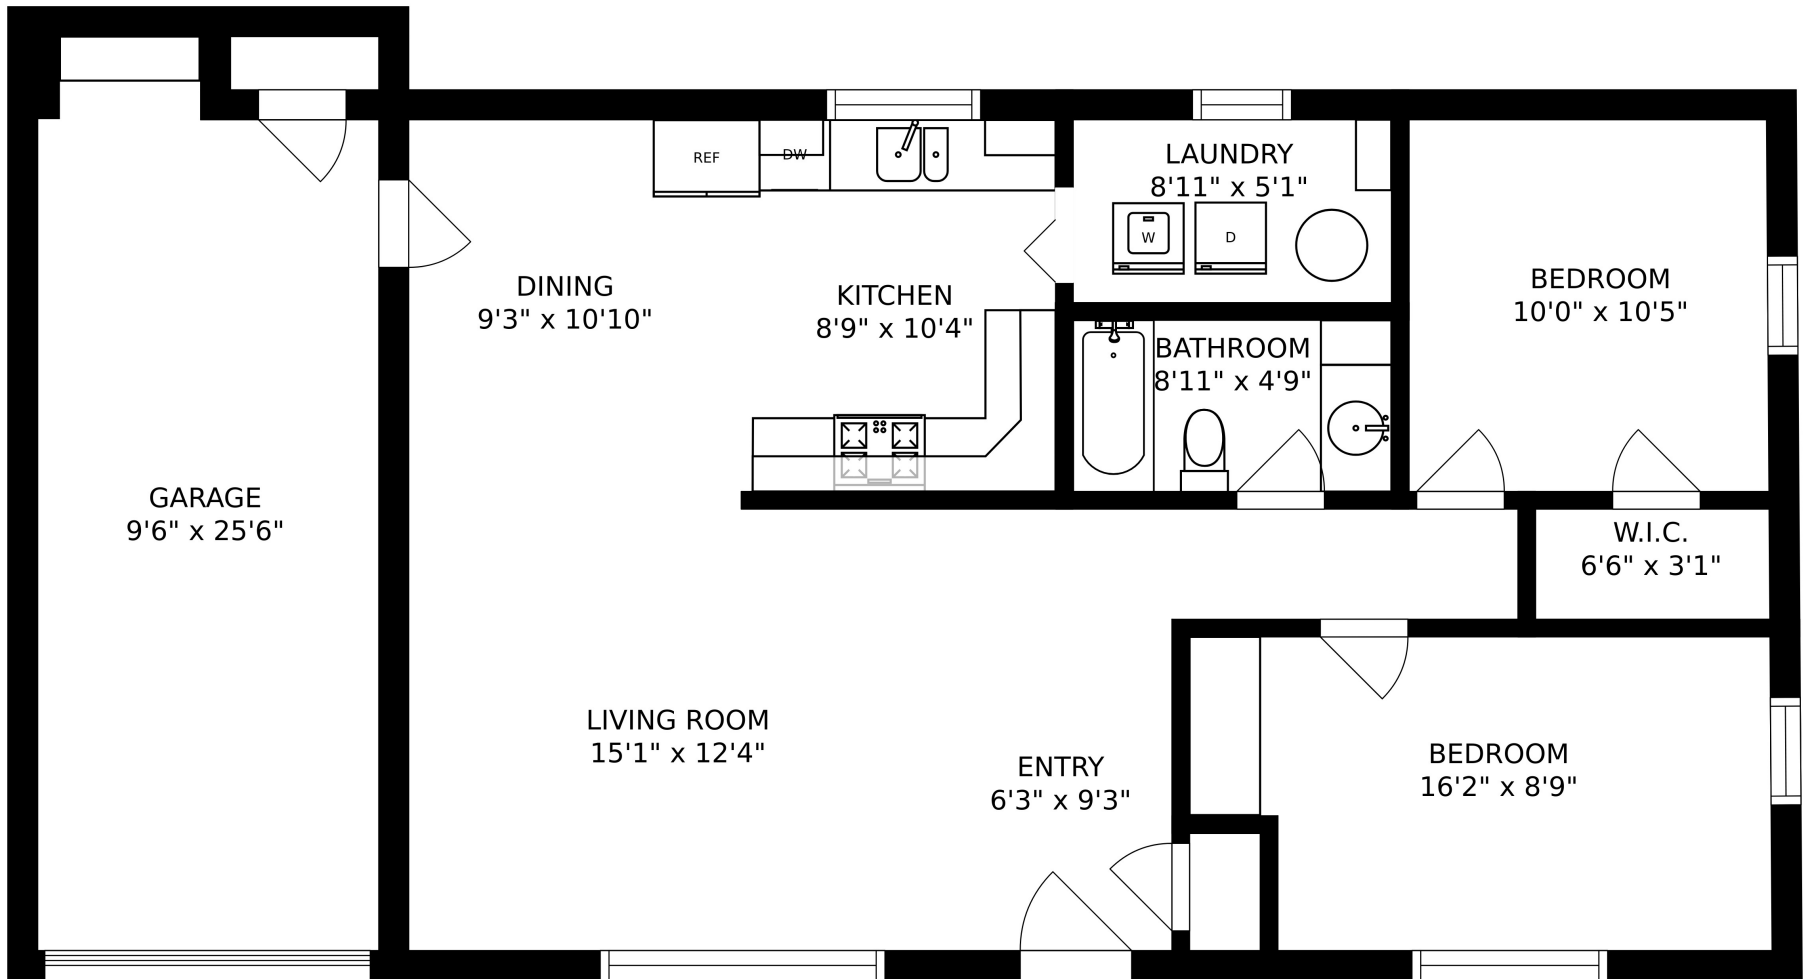 REF
DW
LAUNDRY
8'11" x 5'1"
W
D
DINING
9'3" x 10'10"
KITCHEN
8'9" x 10'4"
BEDROOM
10'0" x 10'5"
BATHROOM
8'11" x 4'9"
GARAGE
9'6" x 25'6"
W.I.C.
6'6" x 3'1"
LIVING ROOM
15'1" x 12'4"
ENTRY
6'3" x 9'3"
BEDROOM
16'2" x 8'9"